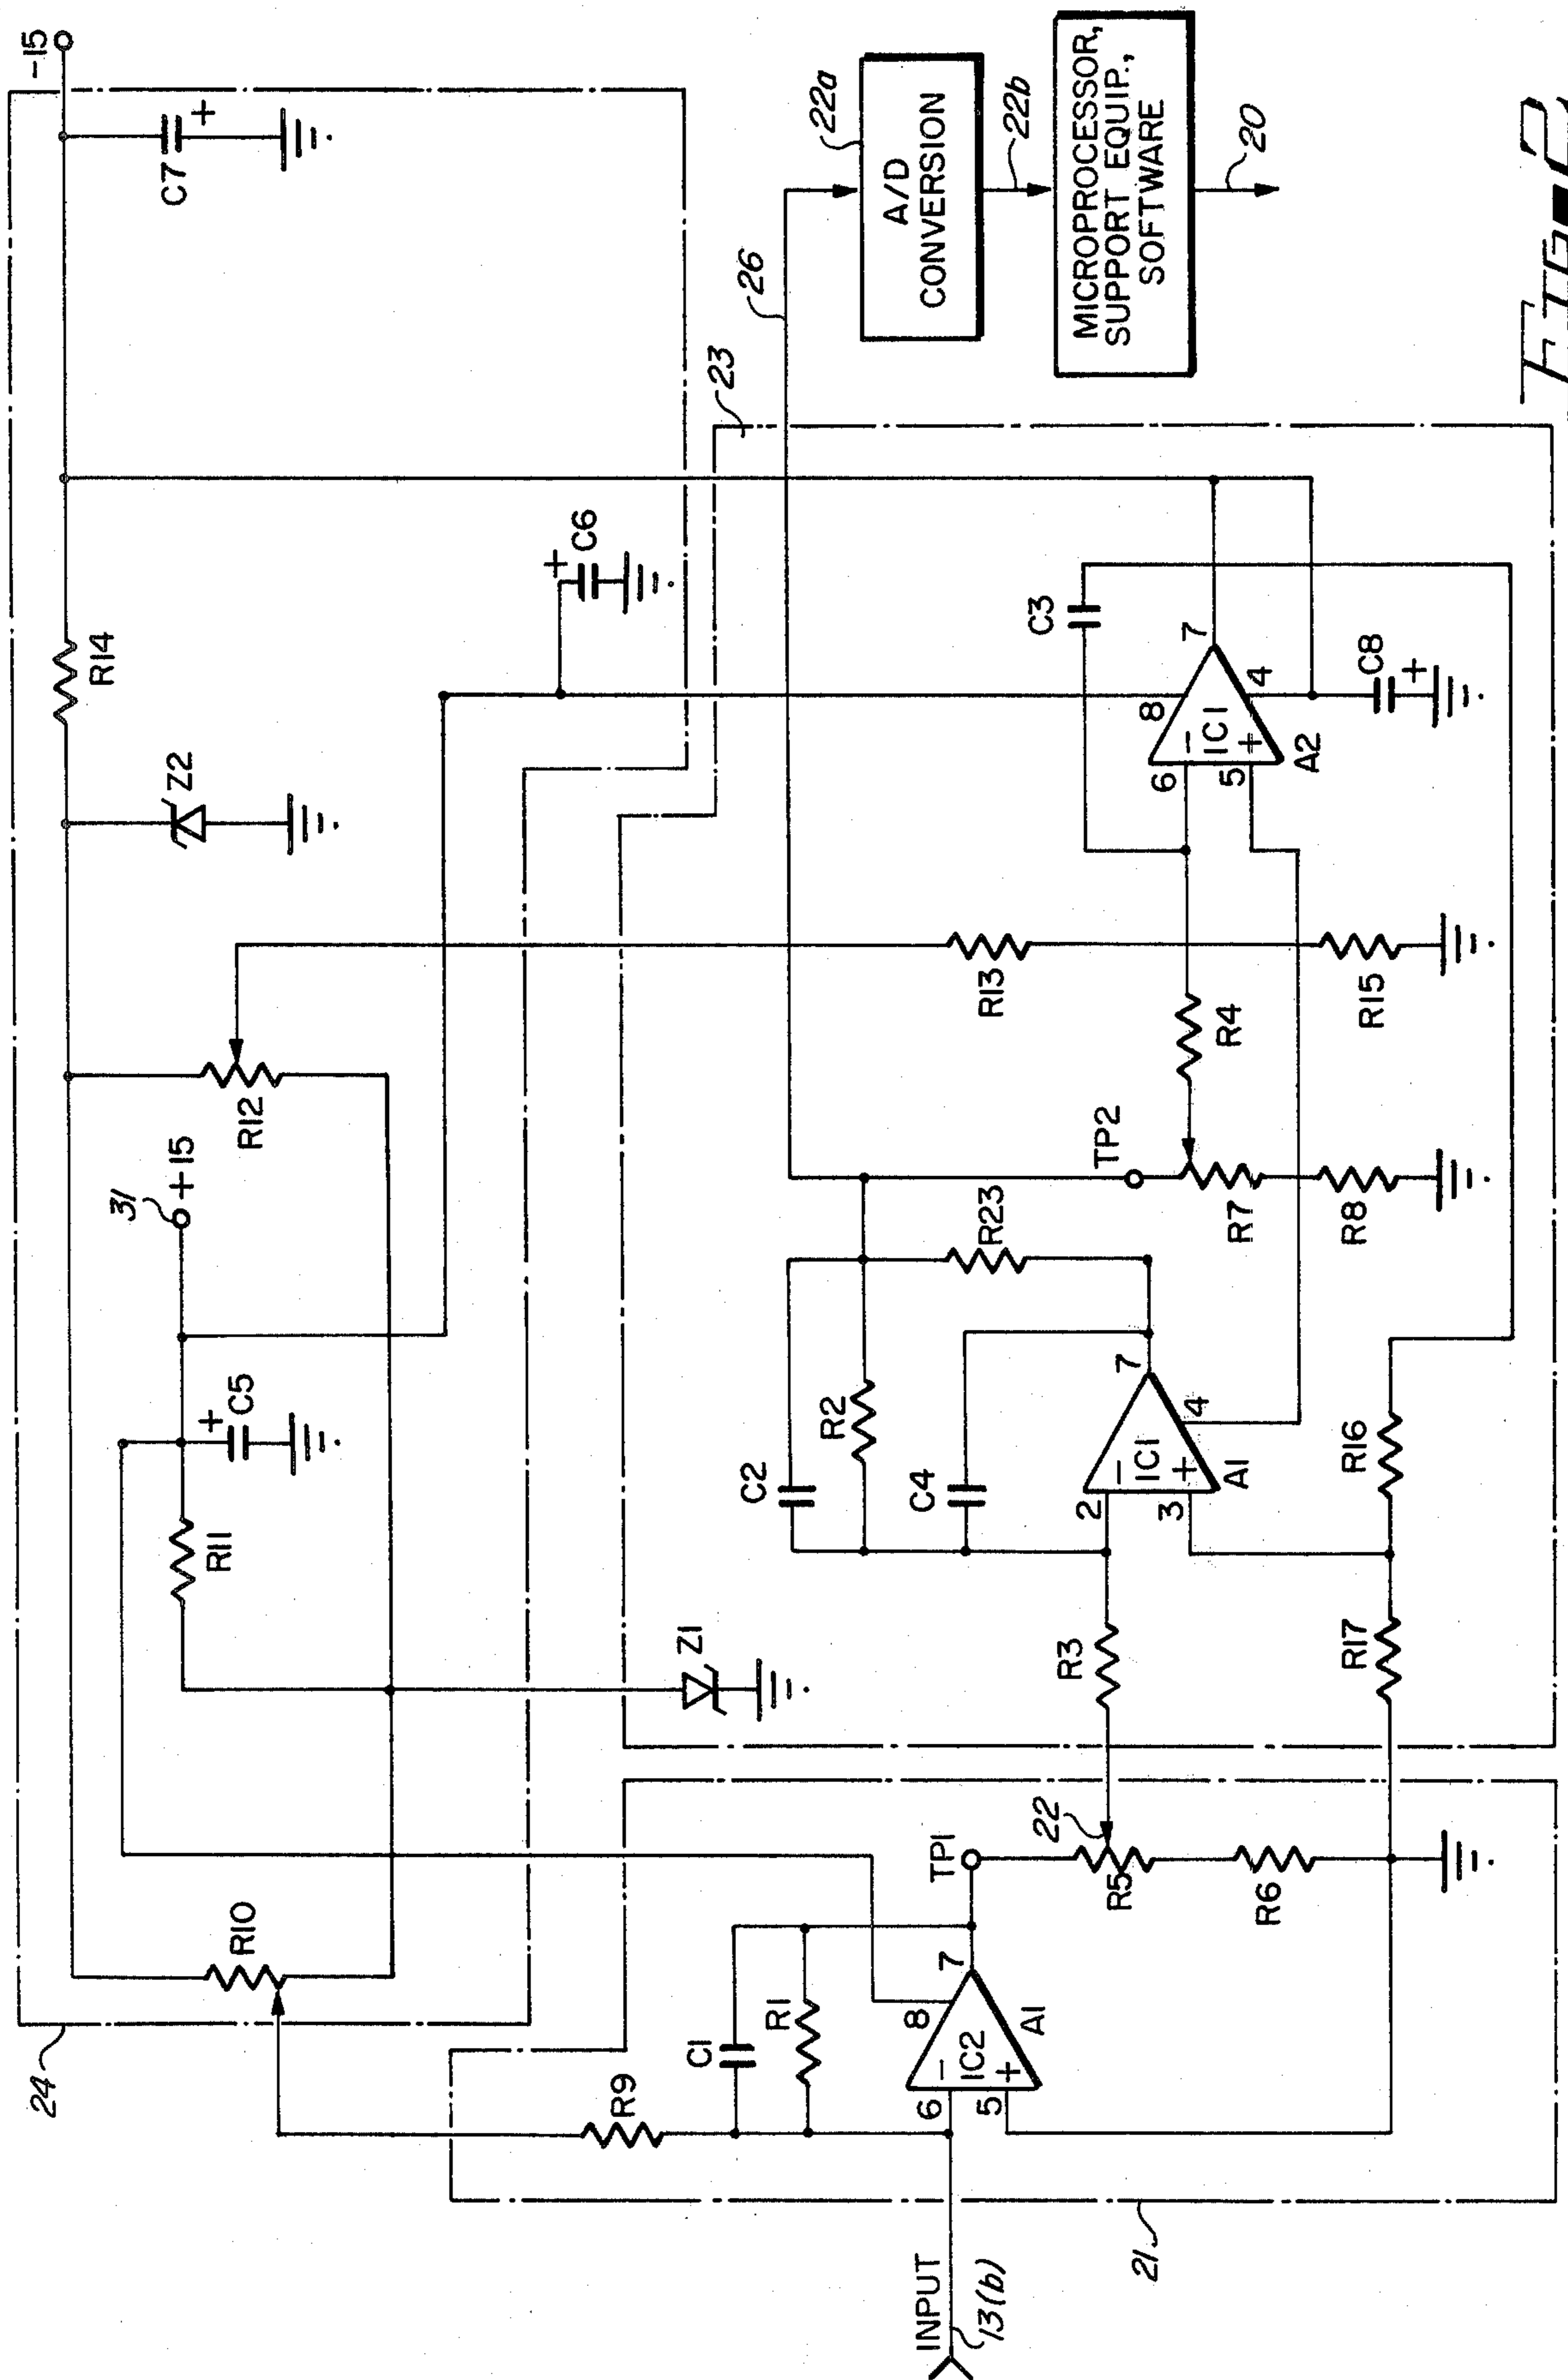 -15
C7
+
R14
Z2
C6
+
31
+15
R12
C5
+
R11
R10
24
22a
A/D
CONVERSION
22b
MICROPROCESSOR,
SUPPORT EQUIP.,
SOFTWARE
20
26
23
C3
8
7
6
-
IC1
5
+
4
A2
C8
+
R13
R15
R4
TP2
R7
R8
R23
R2
C2
C4
7
2
-
IC1
3
+
4
A1
R16
R3
R17
Z1
22
TP1
R5
R6
R9
C1
R1
8
7
6
-
IC2
5
+
A1
INPUT
13(b)
21
Fig-2